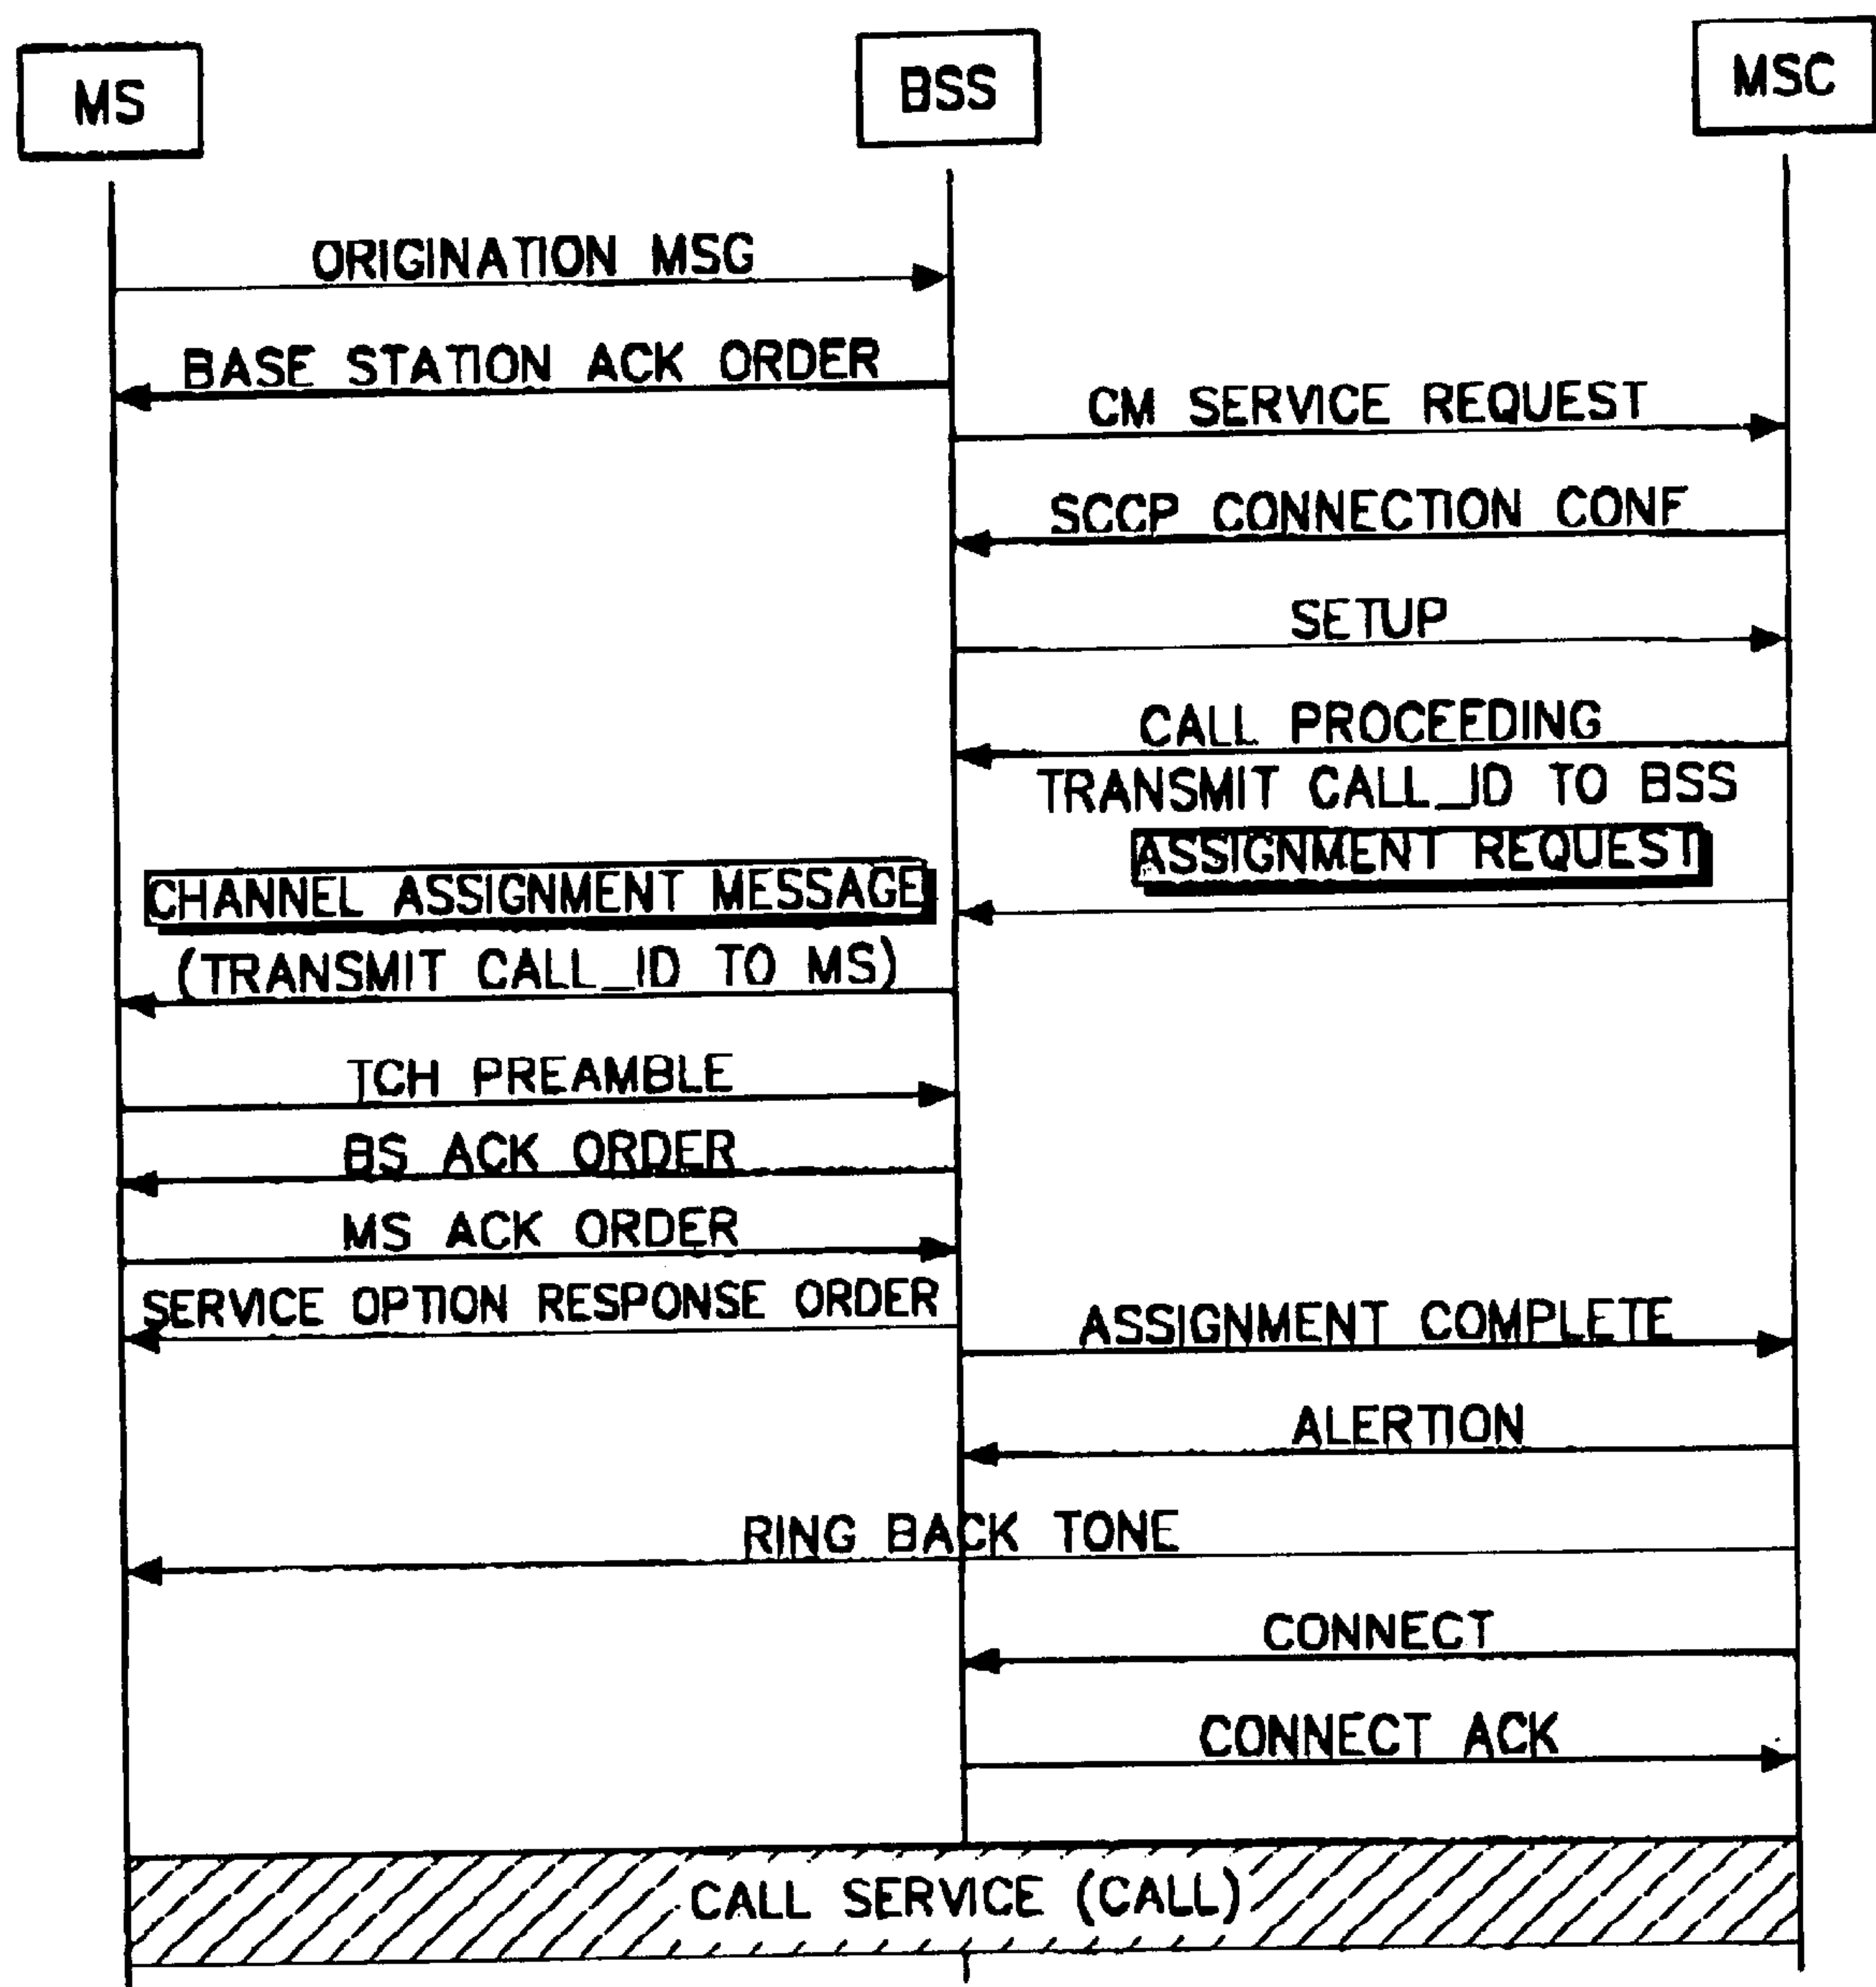 MS
BSS
MSC
ORIGINATION MSG
BASE STATION ACK ORDER
CM SERVICE REQUEST
SCCP CONNECTION CONF
SETUP
CALL PROCEEDING
TRANSMIT CALL_ID TO BSS
ASSIGNMENT REQUEST
CHANNEL ASSIGNMENT MESSAGE
(TRANSMIT CALL_ID TO MS)
TCH PREAMBLE
BS ACK ORDER
MS ACK ORDER
SERVICE OPTION RESPONSE ORDER
ASSIGNMENT COMPLETE
ALERTION
RING BACK TONE
CONNECT
CONNECT ACK
CALL SERVICE (CALL)